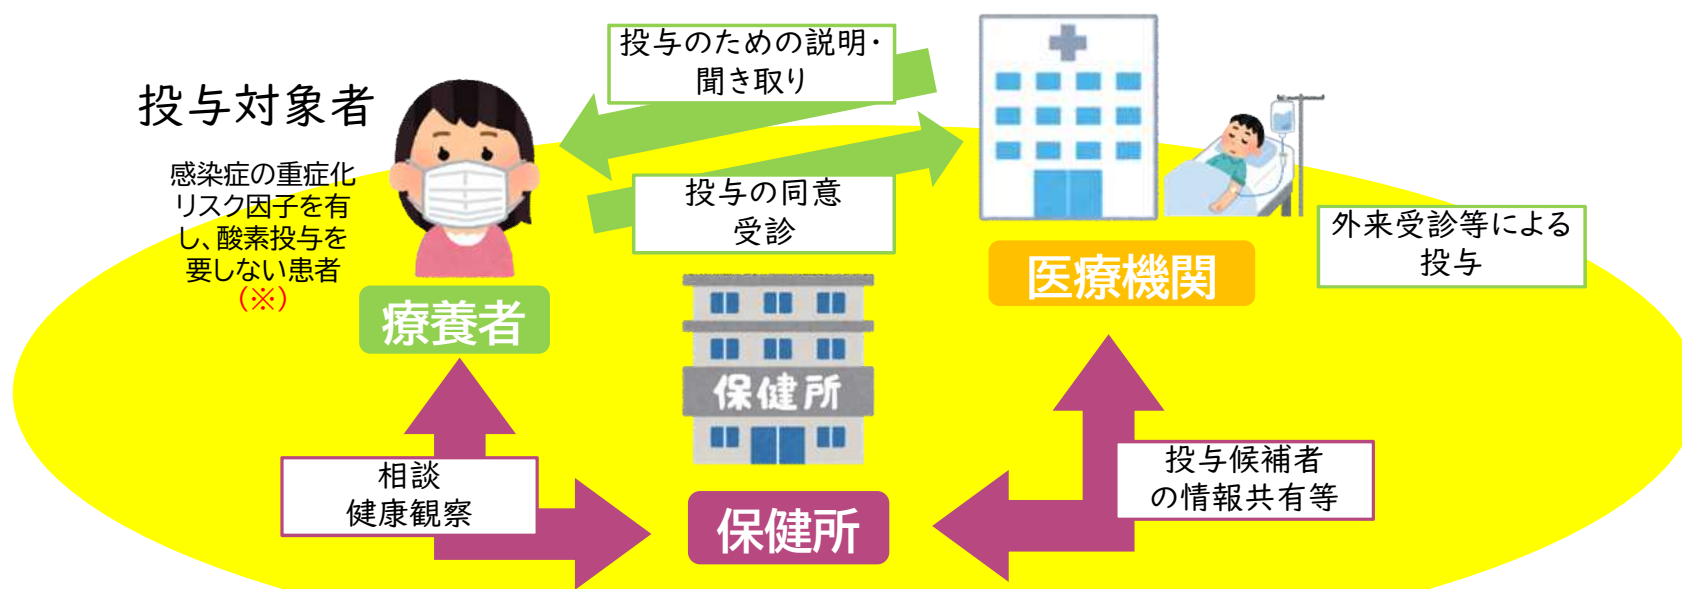 投与のための説明・
聞き取り
投与対象者
感染症の重症化
リスク因子を有
し、酸素投与を
要しない患者
(※)
投与の同意
受診
外来受診等による
投与
医療機関
療養者
保健所
相談
健康観察
投与候補者
の情報共有等
保健所